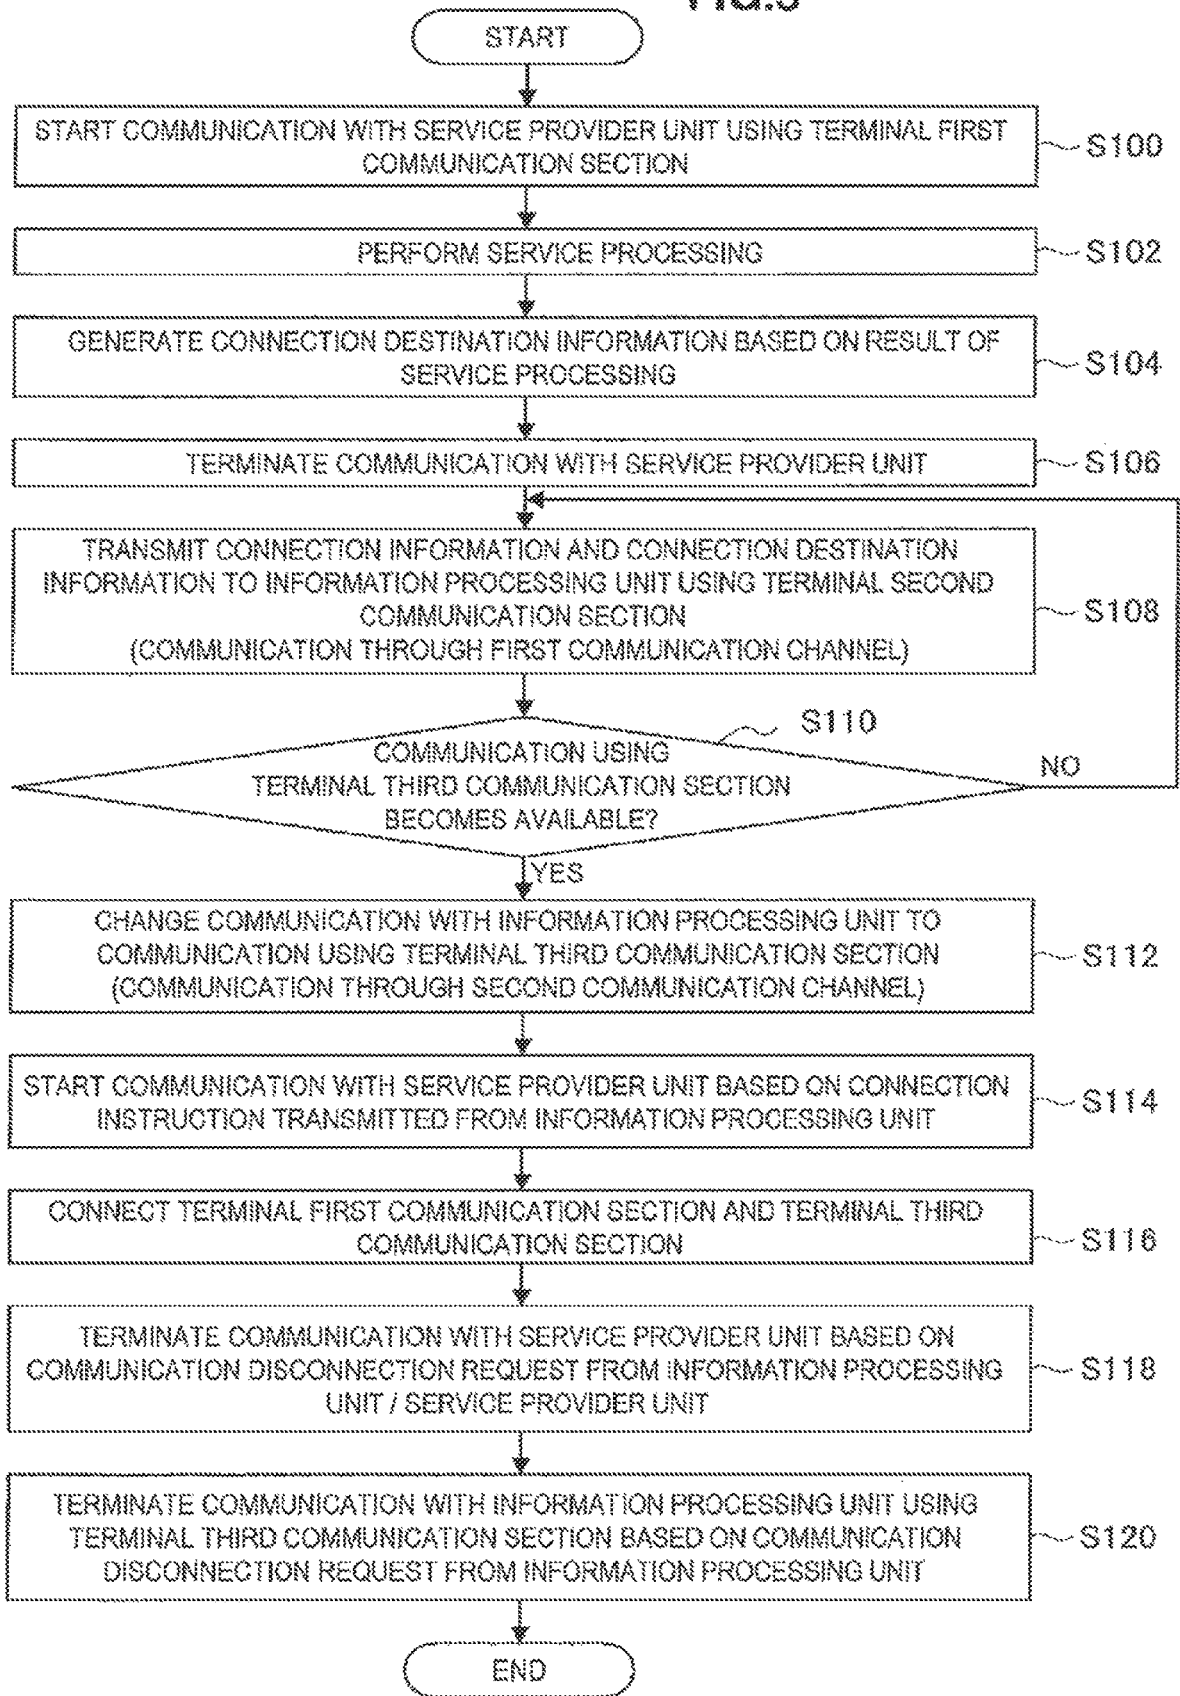 START
START COMMUNICATION WITH SERVICE PROVIDER UNIT USING TERMINAL FIRST
COMMUNICATION SECTION
S100
PERFORM SERVICE PROCESSING
S102
GENERATE CONNECTION DESTINATION INFORMATION BASED ON RESULT OF
SERVICE PROCESSING
S104
TERMINATE COMMUNICATION WITH SERVICE PROVIDER UNIT
S106
TRANSMIT CONNECTION INFORMATION AND CONNECTION DESTINATION
INFORMATION TO INFORMATION PROCESSING UNIT USING TERMINAL SECOND
COMMUNICATION SECTION
(COMMUNICATION THROUGH FIRST COMMUNICATION CHANNEL)
S108
S110
COMMUNICATION USING
TERMINAL THIRD COMMUNICATION SECTION
BECOMES AVAILABLE?
NO
YES
CHANGE COMMUNICATION WITH INFORMATION PROCESSING UNIT TO
COMMUNICATION USING TERMINAL THIRD COMMUNICATION SECTION
(COMMUNICATION THROUGH SECOND COMMUNICATION CHANNEL)
S112
START COMMUNICATION WITH SERVICE PROVIDER UNIT BASED ON CONNECTION
INSTRUCTION TRANSMITTED FROM INFORMATION PROCESSING UNIT
S114
CONNECT TERMINAL FIRST COMMUNICATION SECTION AND TERMINAL THIRD
COMMUNICATION SECTION
S116
TERMINATE COMMUNICATION WITH SERVICE PROVIDER UNIT BASED ON
COMMUNICATION DISCONNECTION REQUEST FROM INFORMATION PROCESSING
UNIT / SERVICE PROVIDER UNIT
S118
TERMINATE COMMUNICATION WITH INFORMATION PROCESSING UNIT USING
TERMINAL THIRD COMMUNICATION SECTION BASED ON COMMUNICATION
DISCONNECTION REQUEST FROM INFORMATION PROCESSING UNIT
S120
END